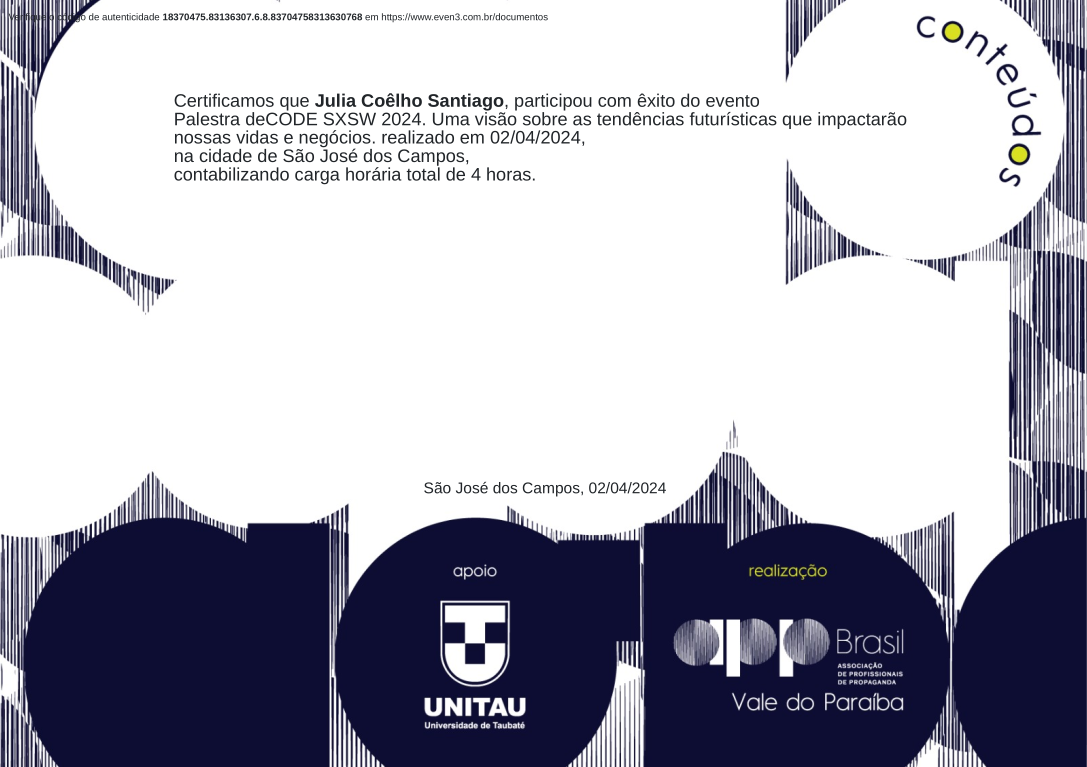 Verifique o código de autenticidade 18370475.83136307.6.8.83704758313630768 em https://www.even3.com.br/documentos
conteúdos
Certificamos que Julia Coêlho Santiago, participou com êxito do evento
Palestra deCODE SXSW 2024. Uma visão sobre as tendências futurísticas que impactarão
nossas vidas e negócios. realizado em 02/04/2024,
na cidade de São José dos Campos,
contabilizando carga horária total de 4 horas.
São José dos Campos, 02/04/2024
apoio
UNITAU
Universidade de Taubaté
realização
app Brasil
ASSOCIAÇÃO
DE PROFISSIONAIS
DE PROPAGANDA
Vale do Paraíba